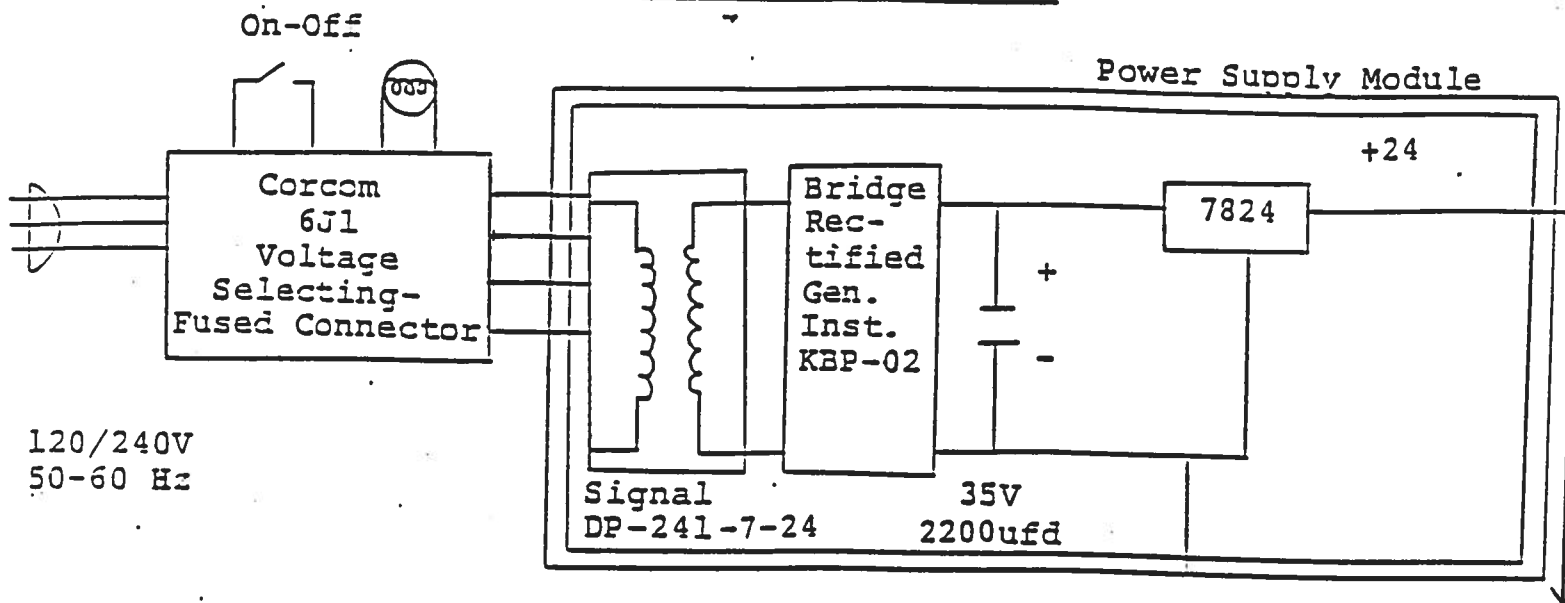 On-Off
Power Supply Module
+24
Corcom
6J1
Voltage
Selecting-
Fused Connector
Bridge
Rec-
tified
Gen.
Inst.
KBP-02
7824
+
-
120/240V
50-60 Hz
Signal
DP-241-7-24
35V
2200ufd